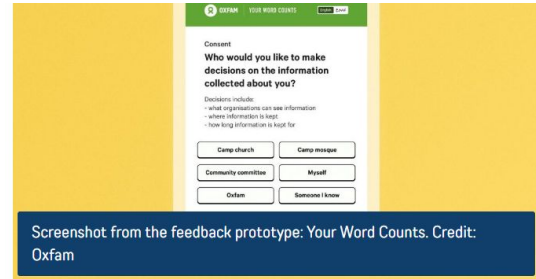 OXFAM YOUR WORD COUNTS English
Consent
Who would you like to make
decisions on the information
collected about you?
Decisions include:
- what organisations can see information
- where information is kept
- how long information is kept for
Camp church Camp mosque
Community committee Myself
Oxfam Someone I know
Screenshot from the feedback prototype: Your Word Counts. Credit:
Oxfam